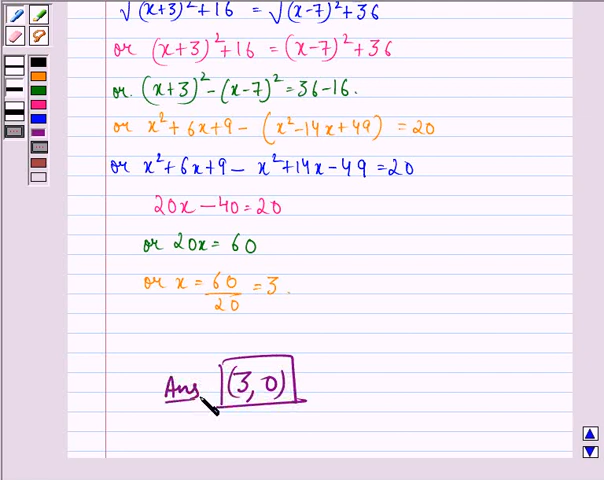 √(x+3)²+16 = √(x-7)²+36
or (x+3)²+16 = (x-7)²+36
or. (x+3)²-(x-7)² = 36-16.
or x²+6x+9 - (x²-14x+49) = 20
or x²+6x+9 - x²+14x-49 = 20
20x -40 = 20
or 20x = 60
or x = 60/20 = 3.
Ans (3, 0)